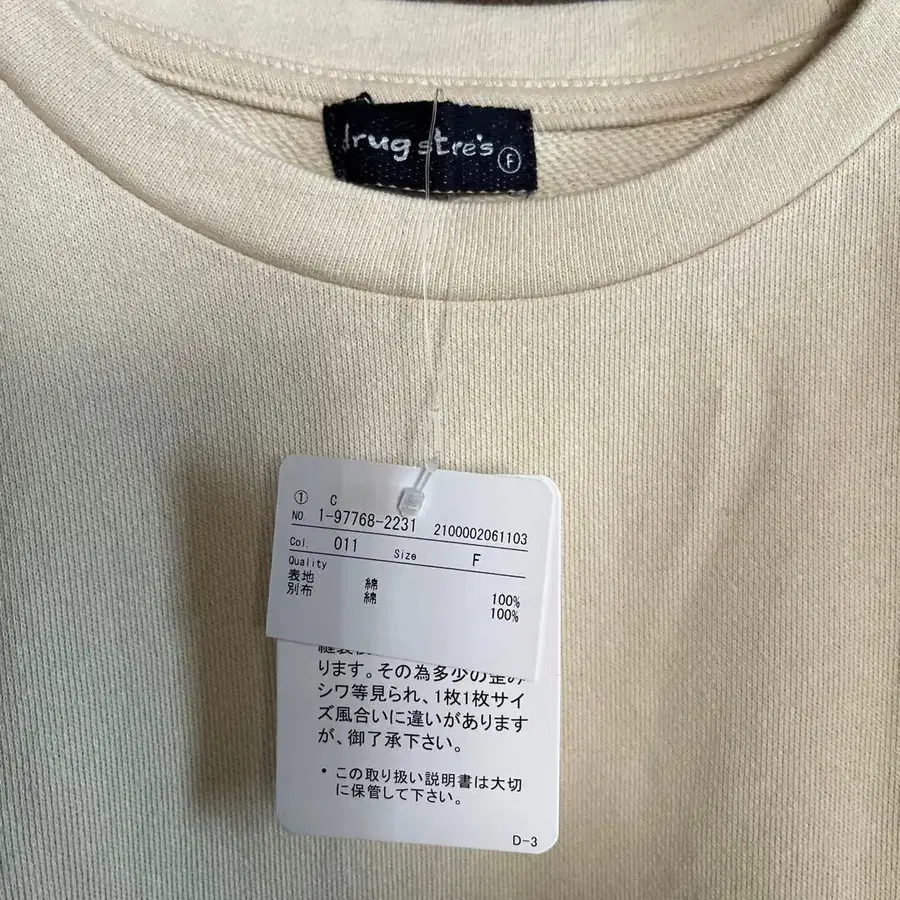 drug stre's F
① C
NO. 1-97768-2231 2100002061103
Col. 011 Size F
Quality
表地 綿 100%
別布 綿 100%
ります。その為多少の歪み
シワ等見られ、1枚1枚サイ
ズ風合いに違いがあります
が、御了承下さい。
・この取り扱い説明書は大切
に保管して下さい。
D-3